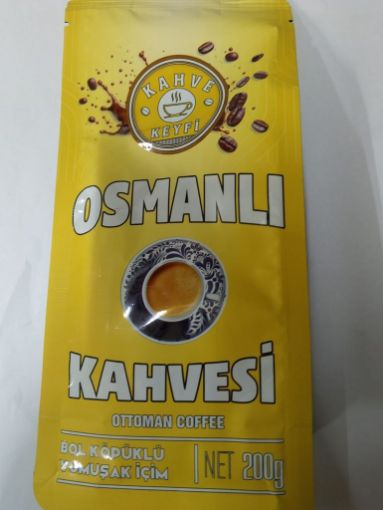 KAHVE
KEYFİ
OSMANLI
KAHVESİ
OTTOMAN COFFEE
BOL KÖPÜKLÜ
YUMUŞAK İÇİM
NET 200g